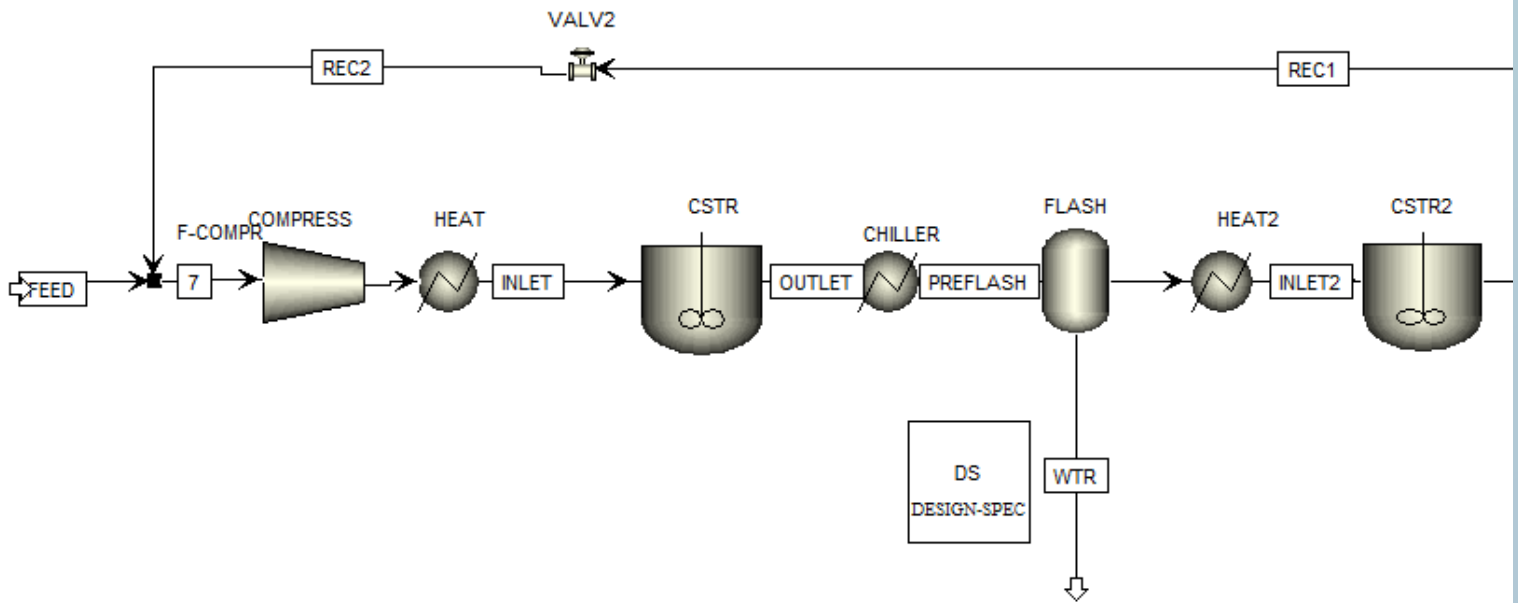 VALV2
REC2
REC1
F-COMPR
COMPRESS
HEAT
CSTR
CHILLER
FLASH
HEAT2
CSTR2
FEED
7
INLET
OUTLET
PREFLASH
INLET2
DS
DESIGN-SPEC
WTR